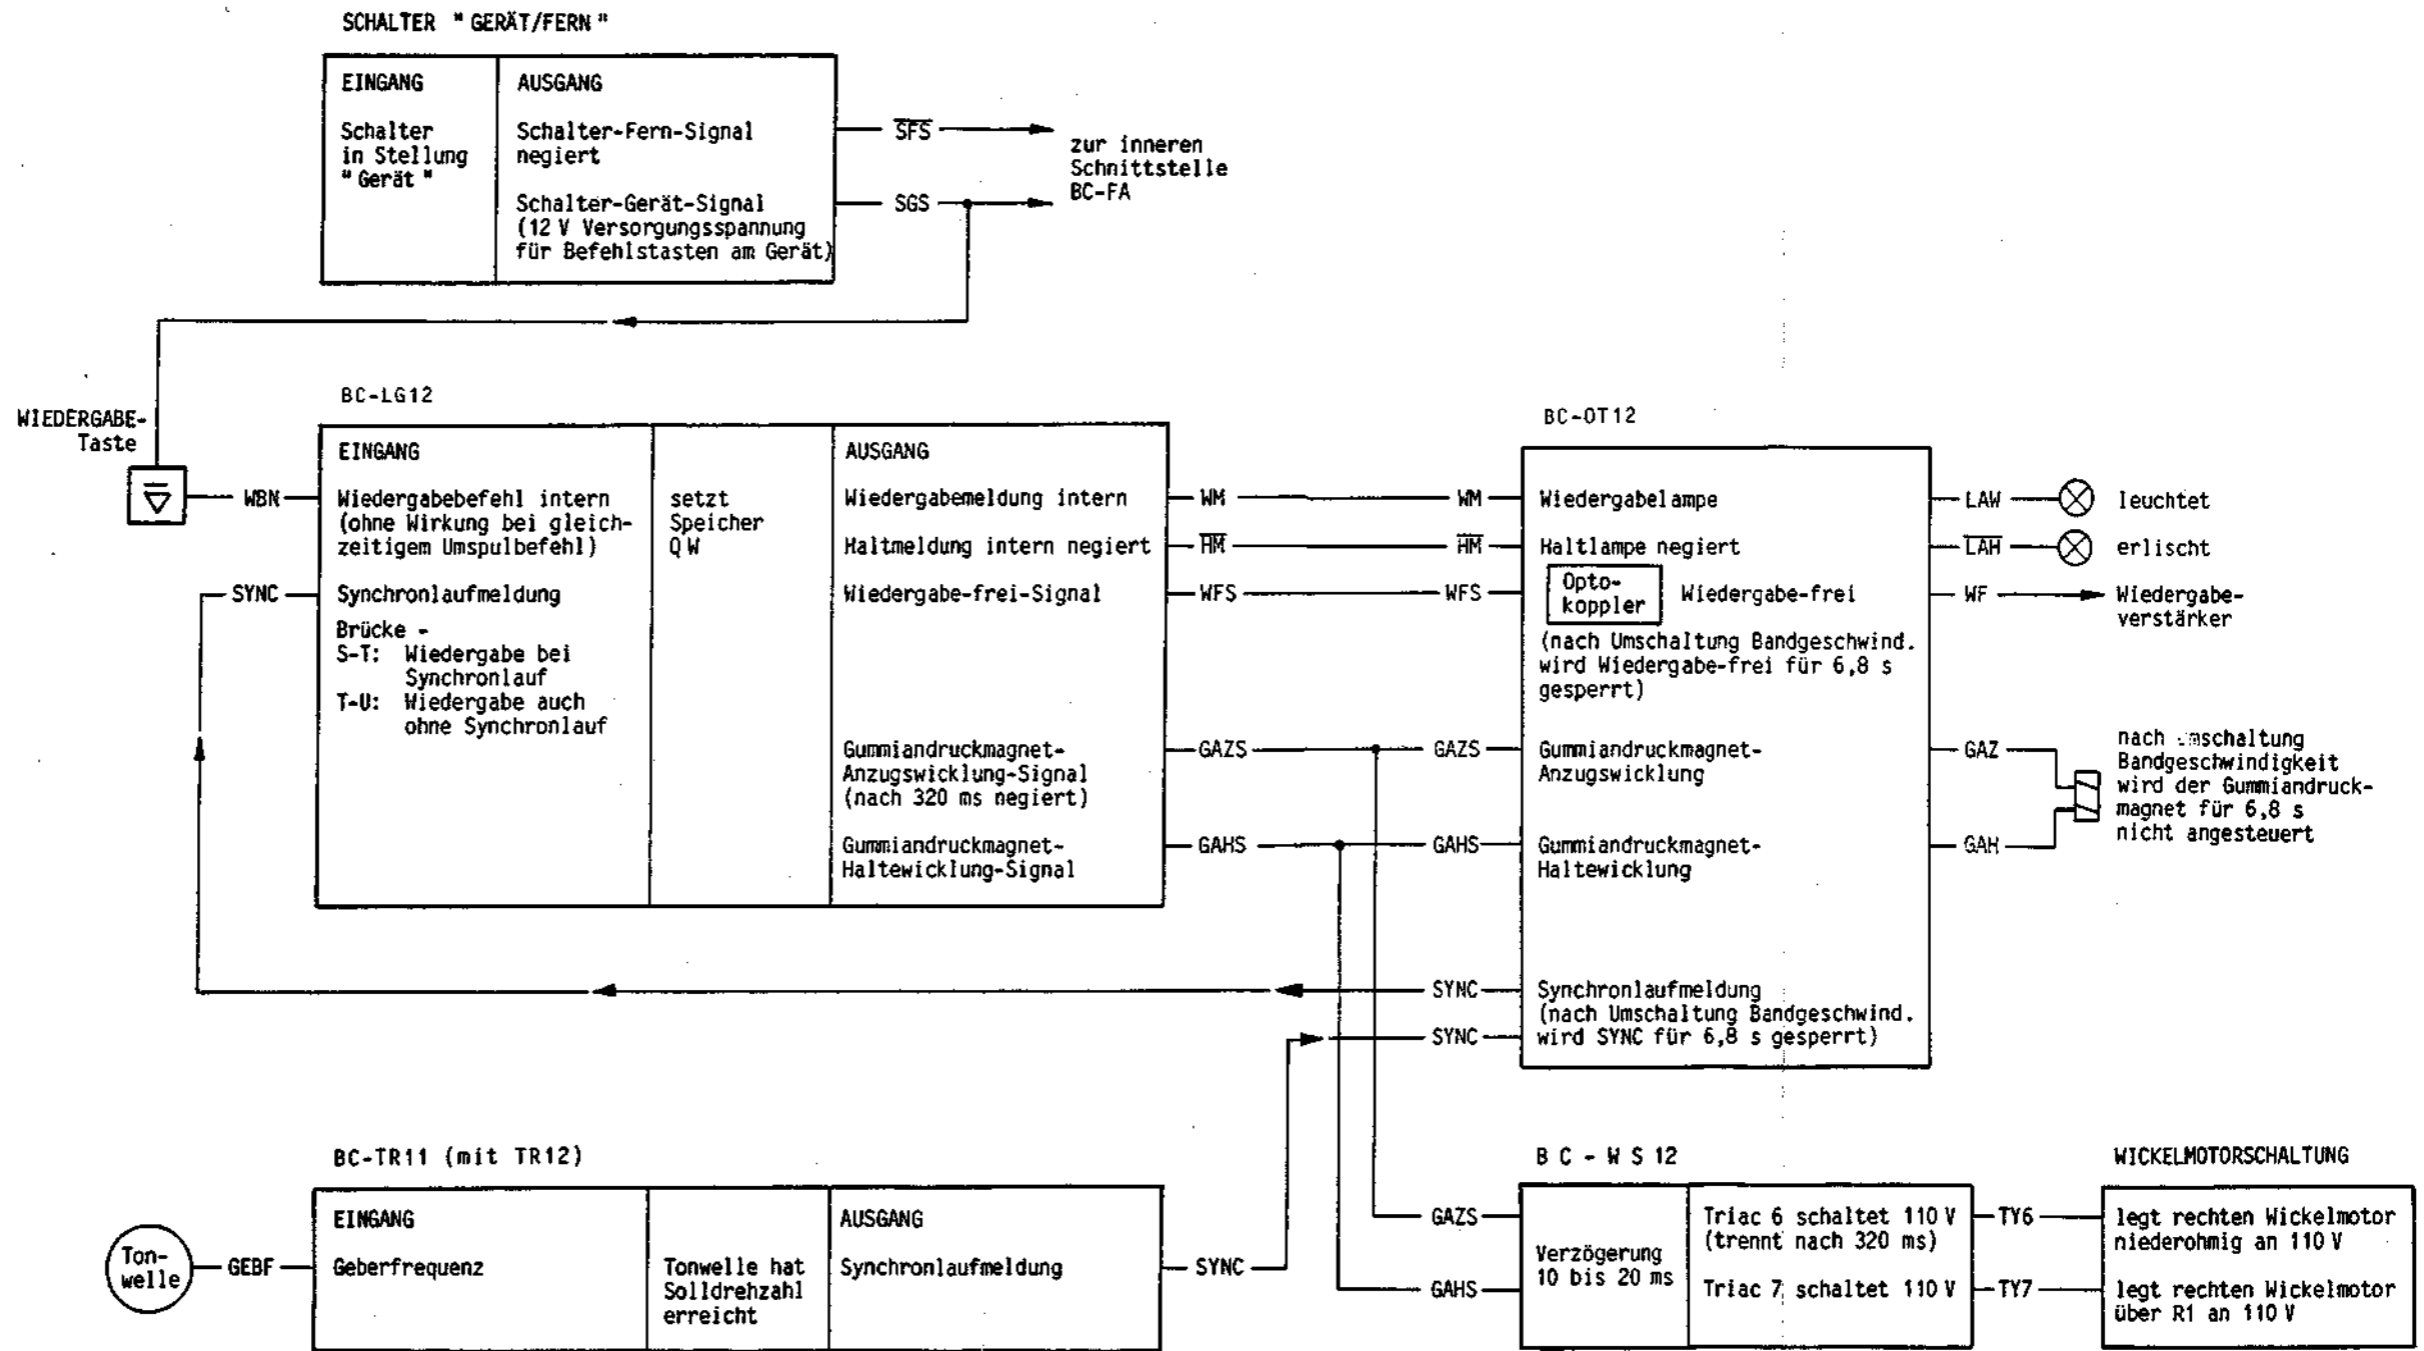 SCHALTER "GERÄT/FERN"
EINGANG
Schalter
in Stellung
"Gerät"
AUSGANG
Schalter-Fern-Signal
negiert
Schalter-Gerät-Signal
(12 V Versorgungsspannung
für Befehlstasten am Gerät)
S̅F̅S̅
SGS
zur inneren
Schnittstelle
BC-FA
WIEDERGABE-
Taste
WBN
SYNC
BC-LG12
EINGANG
Wiedergabebefehl intern
(ohne Wirkung bei gleich-
zeitigem Umspulbefehl)
Synchronlaufmeldung
Brücke -
S-T: Wiedergabe bei
Synchronlauf
T-U: Wiedergabe auch
ohne Synchronlauf
setzt
Speicher
QW
AUSGANG
Wiedergabemeldung intern
Haltmeldung intern negiert
Wiedergabe-frei-Signal
Gummiandruckmagnet-
Anzugswicklung-Signal
(nach 320 ms negiert)
Gummiandruckmagnet-
Haltewicklung-Signal
WM
H̅M̅
WFS
GAZS
GAHS
WM
H̅M̅
WFS
GAZS
GAHS
SYNC
SYNC
BC-OT12
Wiedergabelampe
Haltlampe negiert
Opto-
koppler
Wiedergabe-frei
(nach Umschaltung Bandgeschwind.
wird Wiedergabe-frei für 6,8 s
gesperrt)
Gummiandruckmagnet-
Anzugswicklung
Gummiandruckmagnet-
Haltewicklung
Synchronlaufmeldung
(nach Umschaltung Bandgeschwind.
wird SYNC für 6,8 s gesperrt)
LAW
leuchtet
L̅A̅H̅
erlischt
WF
Wiedergabe-
verstärker
GAZ
GAH
nach Umschaltung
Bandgeschwindigkeit
wird der Gummiandruck-
magnet für 6,8 s
nicht angesteuert
BC-TR11 (mit TR12)
Ton-
welle
GEBF
EINGANG
Geberfrequenz
Tonwelle hat
Solldrehzahl
erreicht
AUSGANG
Synchronlaufmeldung
SYNC
GAZS
GAHS
BC-WS12
Verzögerung
10 bis 20 ms
Triac 6 schaltet 110 V
(trennt nach 320 ms)
Triac 7 schaltet 110 V
TY6
TY7
WICKELMOTORSCHALTUNG
legt rechten Wickelmotor
niederohmig an 110 V
legt rechten Wickelmotor
über R1 an 110 V